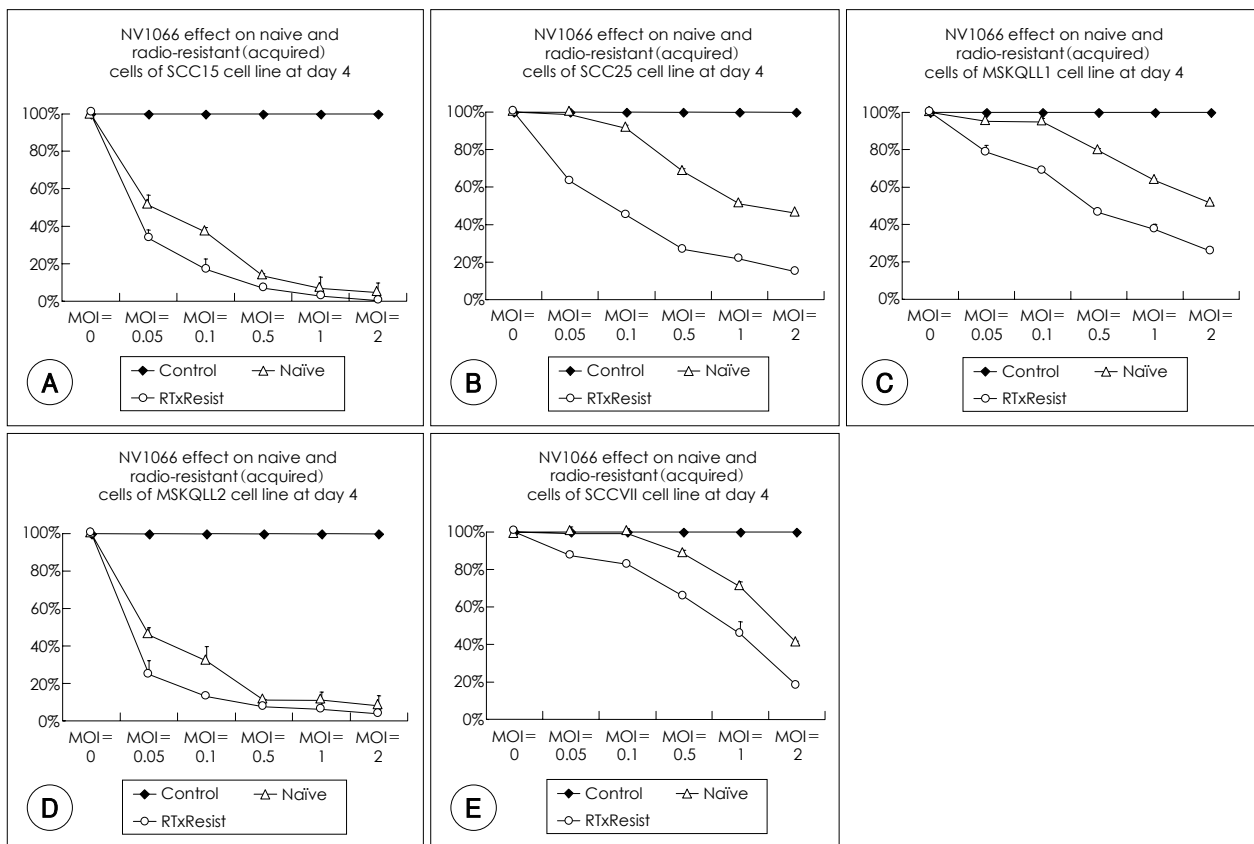 NV1066 effect on naive and
radio-resistant(acquired)
cells of SCC15 cell line at day 4
100%
80%
60%
40%
20%
0%
MOI= MOI= MOI= MOI= MOI= MOI=
0 0.05 0.1 0.5 1 2
Control Naïve
RTxResist
A
NV1066 effect on naive and
radio-resistant(acquired)
cells of SCC25 cell line at day 4
100%
80%
60%
40%
20%
0%
MOI= MOI= MOI= MOI= MOI= MOI=
0 0.05 0.1 0.5 1 2
Control Naïve
RTxResist
B
NV1066 effect on naive and
radio-resistant(acquired)
cells of MSKQLL1 cell line at day 4
100%
80%
60%
40%
20%
0%
MOI= MOI= MOI= MOI= MOI= MOI=
0 0.05 0.1 0.5 1 2
Control Naïve
RTxResist
C
NV1066 effect on naive and
radio-resistant(acquired)
cells of MSKQLL2 cell line at day 4
100%
80%
60%
40%
20%
0%
MOI= MOI= MOI= MOI= MOI= MOI=
0 0.05 0.1 0.5 1 2
Control Naïve
RTxResist
D
NV1066 effect on naive and
radio-resistant(acquired)
cells of SCCVII cell line at day 4
100%
80%
60%
40%
20%
0%
MOI= MOI= MOI= MOI= MOI= MOI=
0 0.05 0.1 0.5 1 2
Control Naïve
RTxResist
E